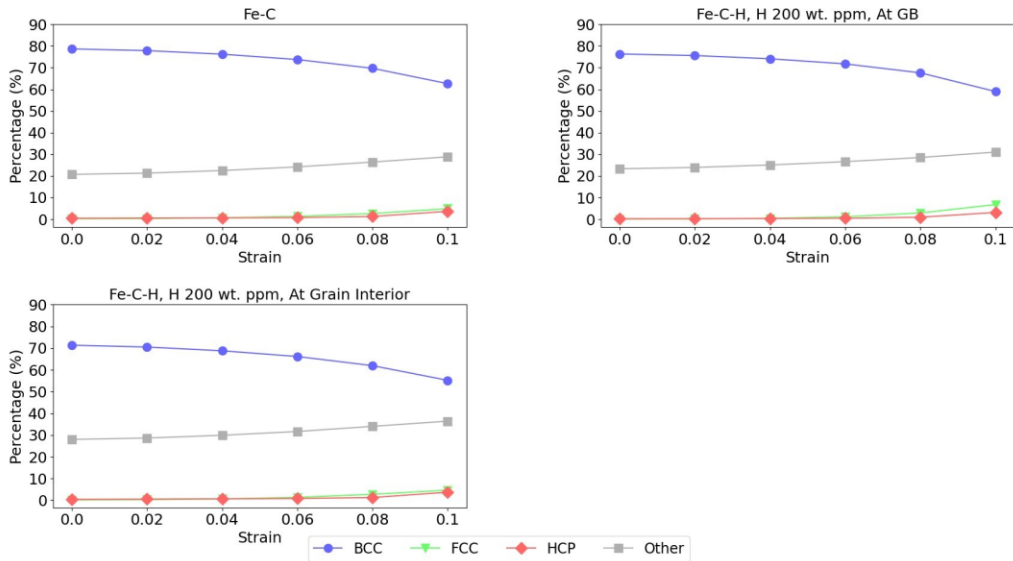 Fe-C
Percentage (%)
90
80
70
60
50
40
30
20
10
0
0.0 0.02 0.04 0.06 0.08 0.1
Strain
Fe-C-H, H 200 wt. ppm, At GB
Percentage (%)
90
80
70
60
50
40
30
20
10
0
0.0 0.02 0.04 0.06 0.08 0.1
Strain
Fe-C-H, H 200 wt. ppm, At Grain Interior
Percentage (%)
90
80
70
60
50
40
30
20
10
0
0.0 0.02 0.04 0.06 0.08 0.1
Strain
BCC FCC HCP Other